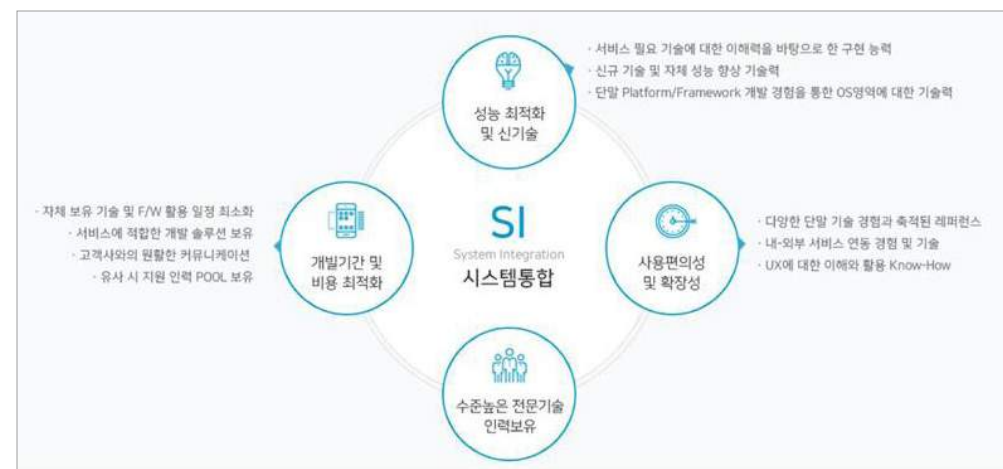 성능 최적화
및 신기술
· 서비스 필요 기술에 대한 이해력을 바탕으로 한 구현 능력
· 신규 기술 및 자체 성능 향상 기술력
· 단말 Platform/Framework 개발 경험을 통한 OS영역에 대한 기술력
· 자체 보유 기술 및 F/W 활용 일정 최소화
· 서비스에 적합한 개발 솔루션 보유
· 고객사와의 원활한 커뮤니케이션
· 유사 시 지원 인력 POOL 보유
개빌기간 및
비용 최적화
SI
System Integration
시스템통합
사용편의성
및 확장성
· 다양한 단말 기술 경험과 축적된 레퍼런스
· 내-외부 서비스 연동 경험 및 기술
· UX에 대한 이해와 활용 Know-How
수준높은 전문기술
인력보유